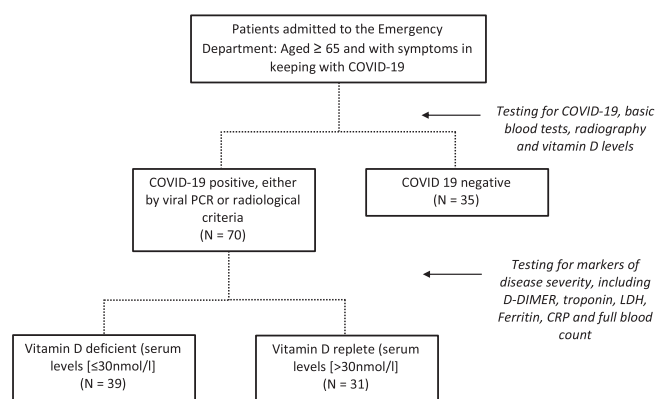 Patients admitted to the Emergency
Department: Aged ≥ 65 and with symptoms in
keeping with COVID-19
Testing for COVID-19, basic
blood tests, radiography
and vitamin D levels
COVID-19 positive, either
by viral PCR or radiological
criteria
(N = 70)
COVID 19 negative
(N = 35)
Testing for markers of
disease severity, including
D-DIMER, troponin, LDH,
Ferritin, CRP and full blood
count
Vitamin D deficient (serum
levels [≤30nmol/l]
(N = 39)
Vitamin D replete (serum
levels [>30nmol/l]
(N = 31)